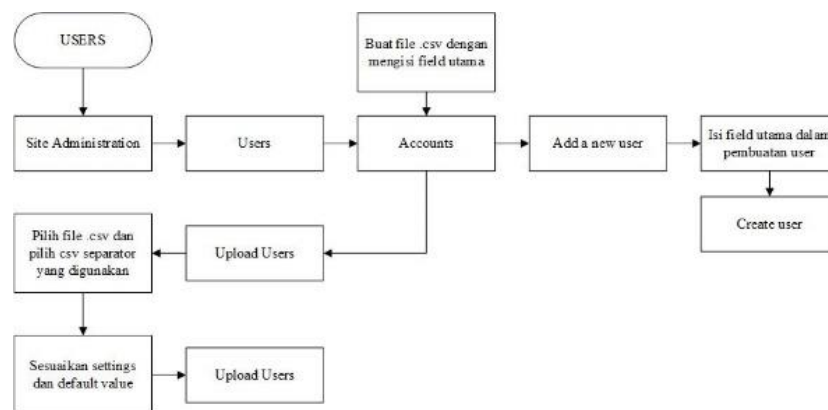 USERS
Buat file .csv dengan
mengisi field utama
Site Administration
Users
Accounts
Add a new user
Isi field utama dalam
pembuatan user
Create user
Pilih file .csv dan
pilih csv separator
yang digunakan
Upload Users
Sesuaikan settings
dan default value
Upload Users